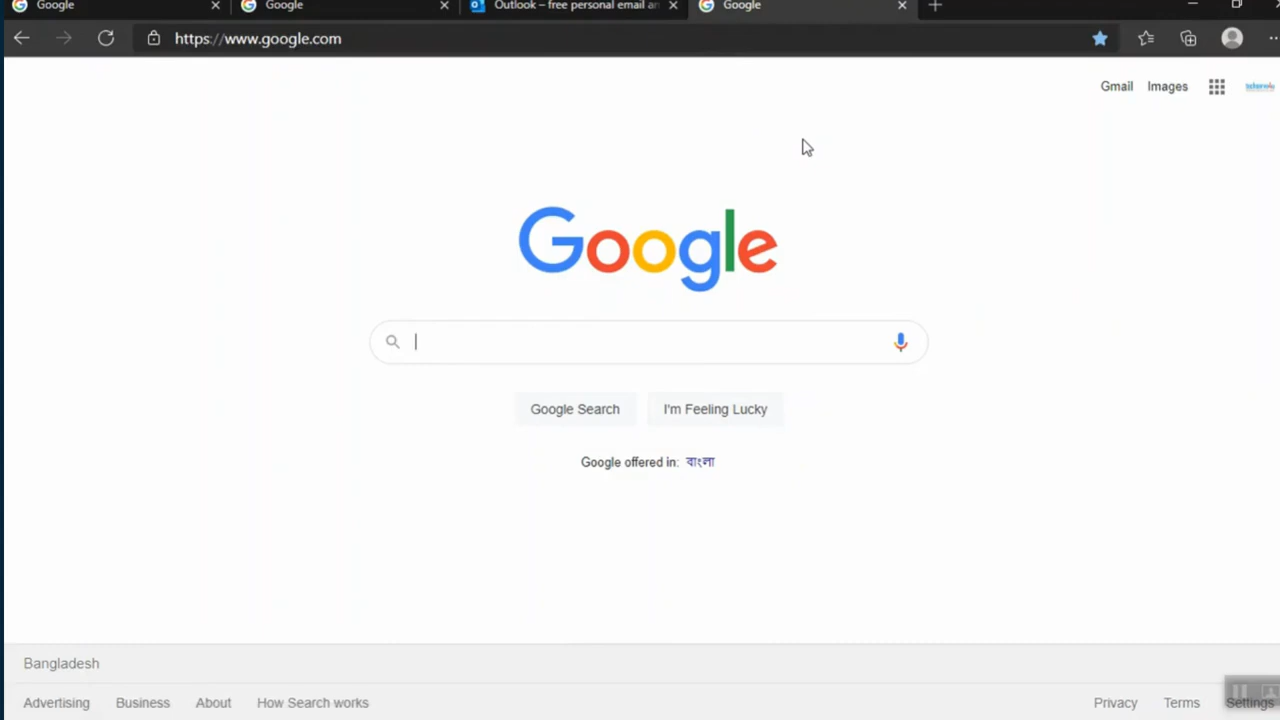 Google
Google
Outlook – free personal email an
Google
https://www.google.com
Gmail
Images
Google
Google Search
I'm Feeling Lucky
Google offered in: বাংলা
Bangladesh
Advertising
Business
About
How Search works
Privacy
Terms
Settings